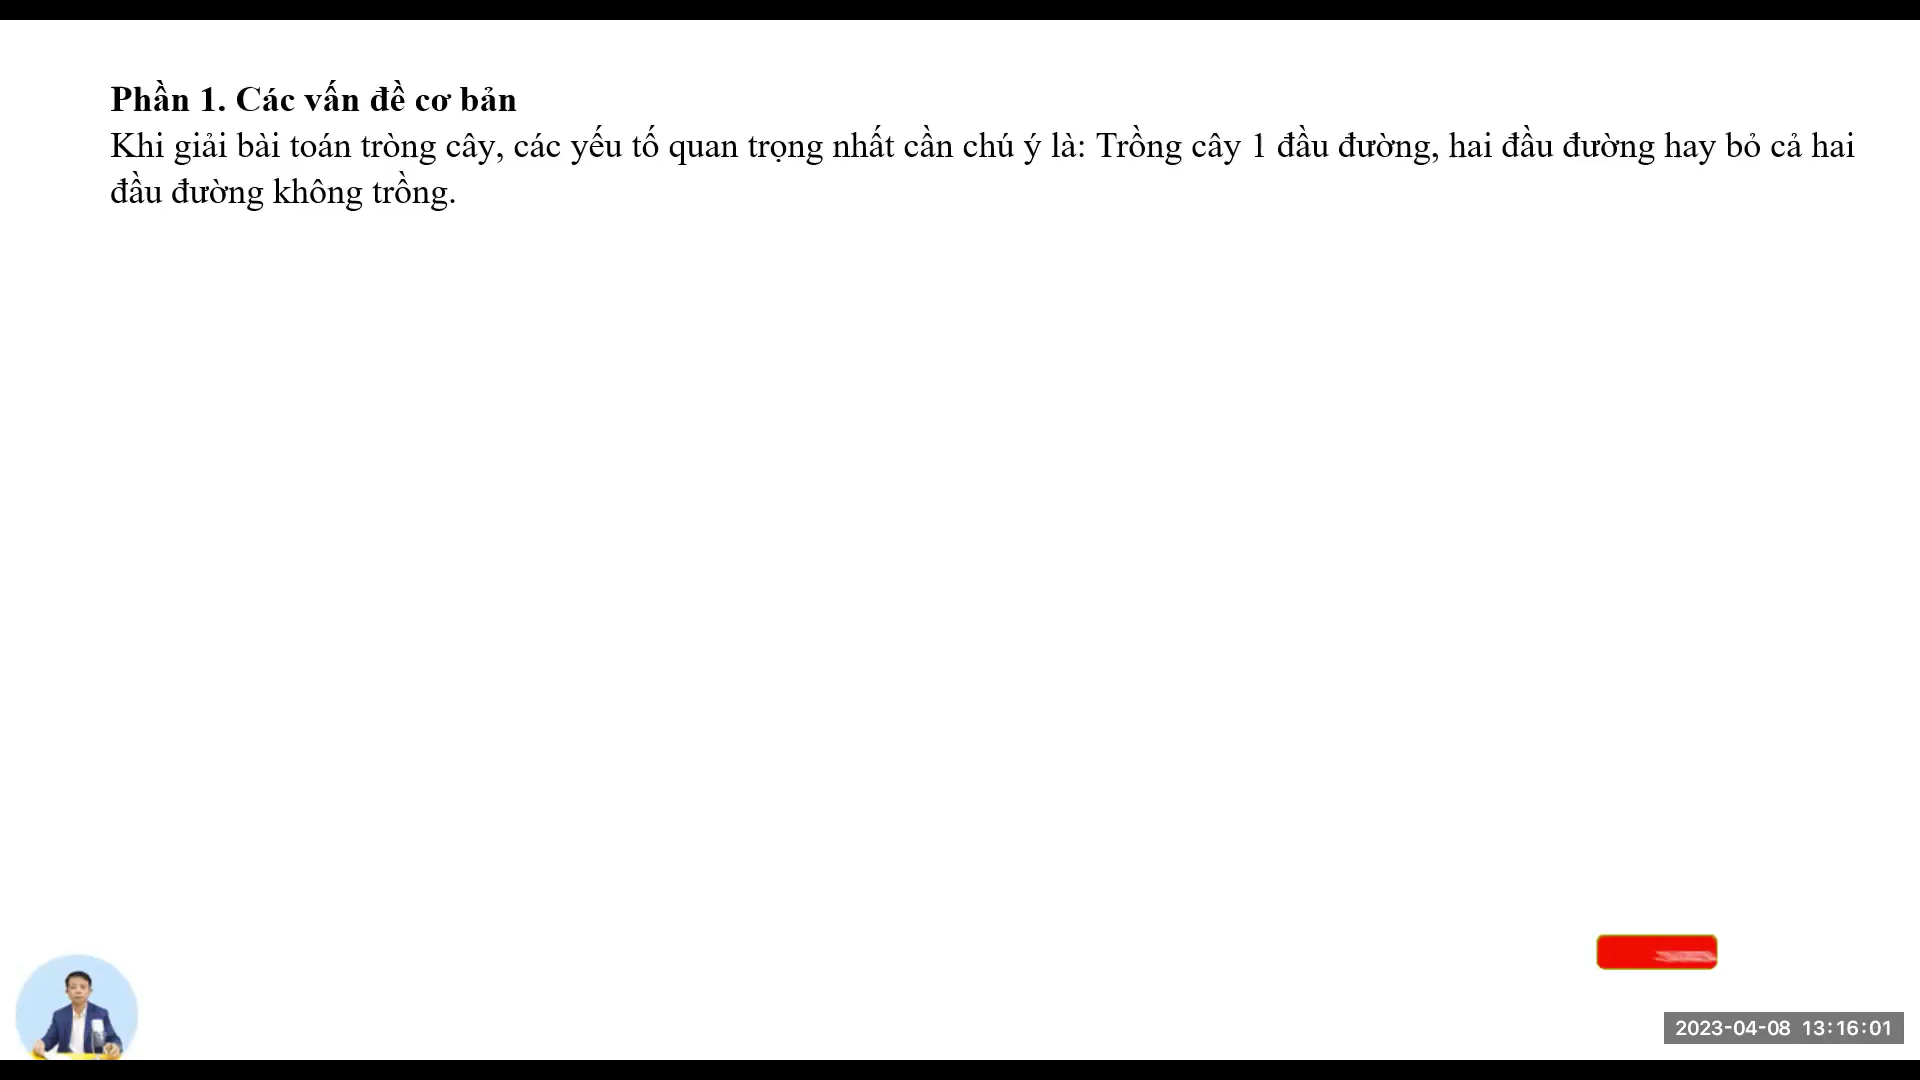 Phần 1. Các vấn đề cơ bản
Khi giải bài toán tròng cây, các yếu tố quan trọng nhất cần chú ý là: Trồng cây 1 đầu đường, hai đầu đường hay bỏ cả hai
đầu đường không trồng.
2023-04-08 13:16:01